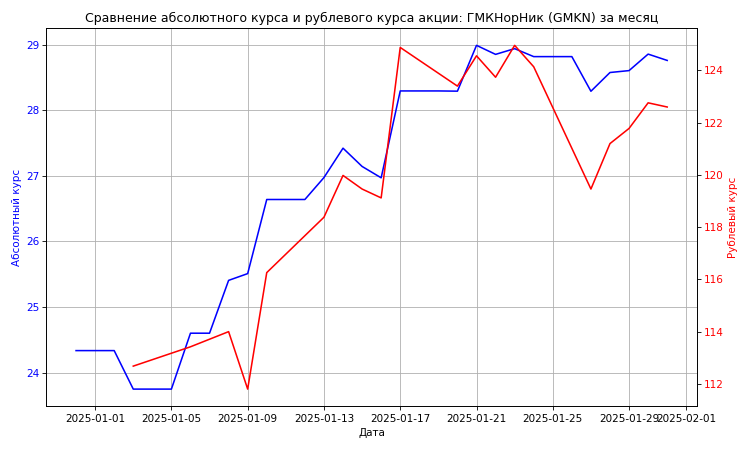 Сравнение абсолютного курса и рублевого курса акции: ГМКНорНик (GMKN) за месяц
Абсолютный курс
29
28
27
26
25
24
124
122
120
118
116
114
112
Рублевый курс
2025-01-01 2025-01-05 2025-01-09 2025-01-13 2025-01-17 2025-01-21 2025-01-25 2025-01-29 2025-02-01
Дата